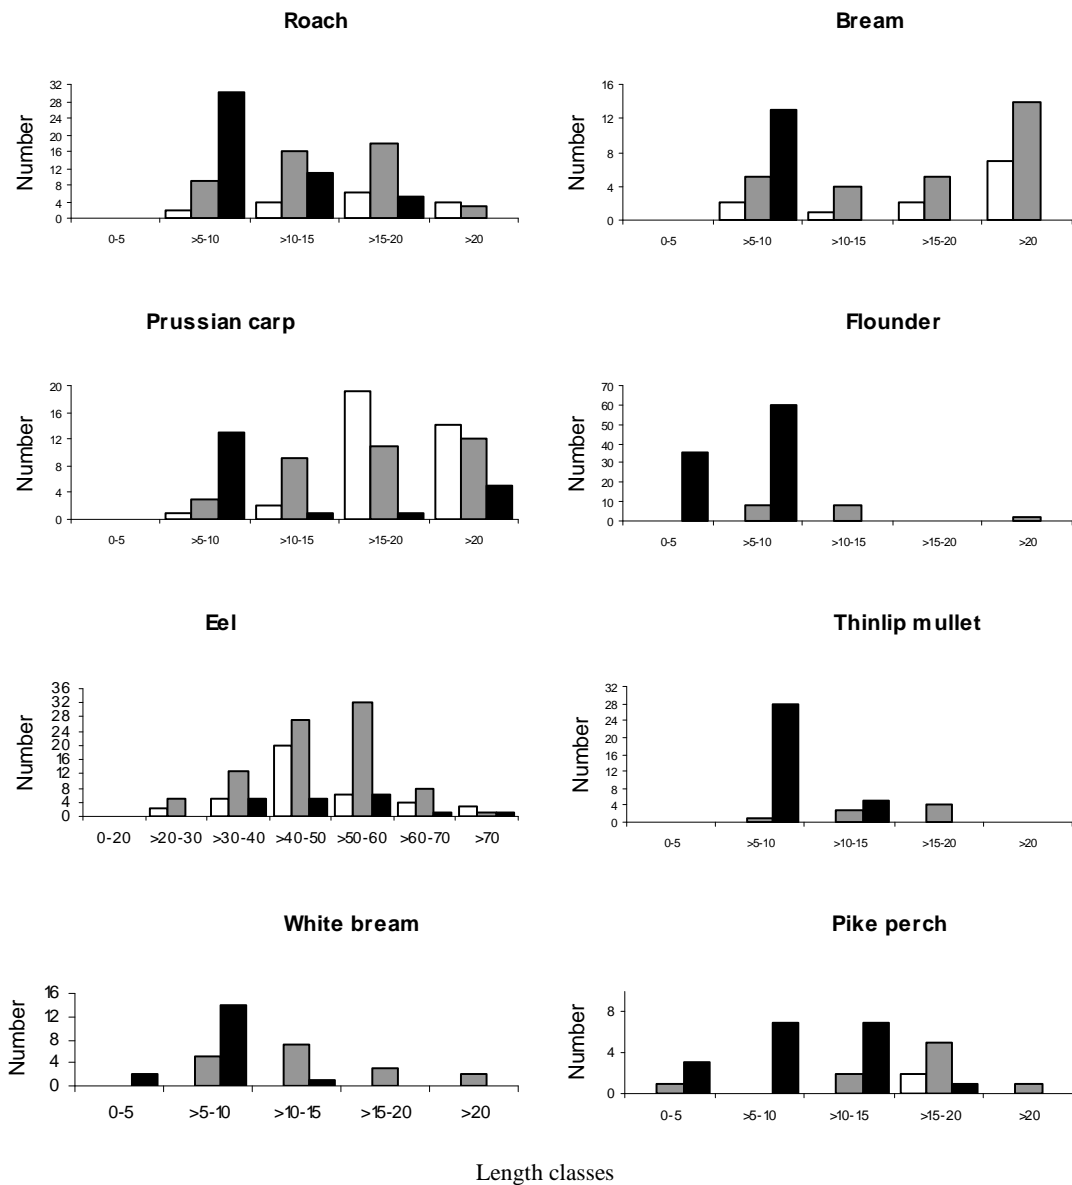 Roach
Number
32
28
24
20
16
12
8
4
0
0-5 >5-10 >10-15 >15-20 >20
Bream
Number
16
12
8
4
0
0-5 >5-10 >10-15 >15-20 >20
Prussian carp
Number
20
16
12
8
4
0
0-5 >5-10 >10-15 >15-20 >20
Flounder
Number
70
60
50
40
30
20
10
0
0-5 >5-10 >10-15 >15-20 >20
Eel
Number
36
32
28
24
20
16
12
8
4
0
0-20 >20-30 >30-40 >40-50 >50-60 >60-70 >70
Thinlip mullet
Number
32
28
24
20
16
12
8
4
0
0-5 >5-10 >10-15 >15-20 >20
White bream
Number
16
12
8
4
0
0-5 >5-10 >10-15 >15-20 >20
Pike perch
Number
8
4
0
0-5 >5-10 >10-15 >15-20 >20
Length classes